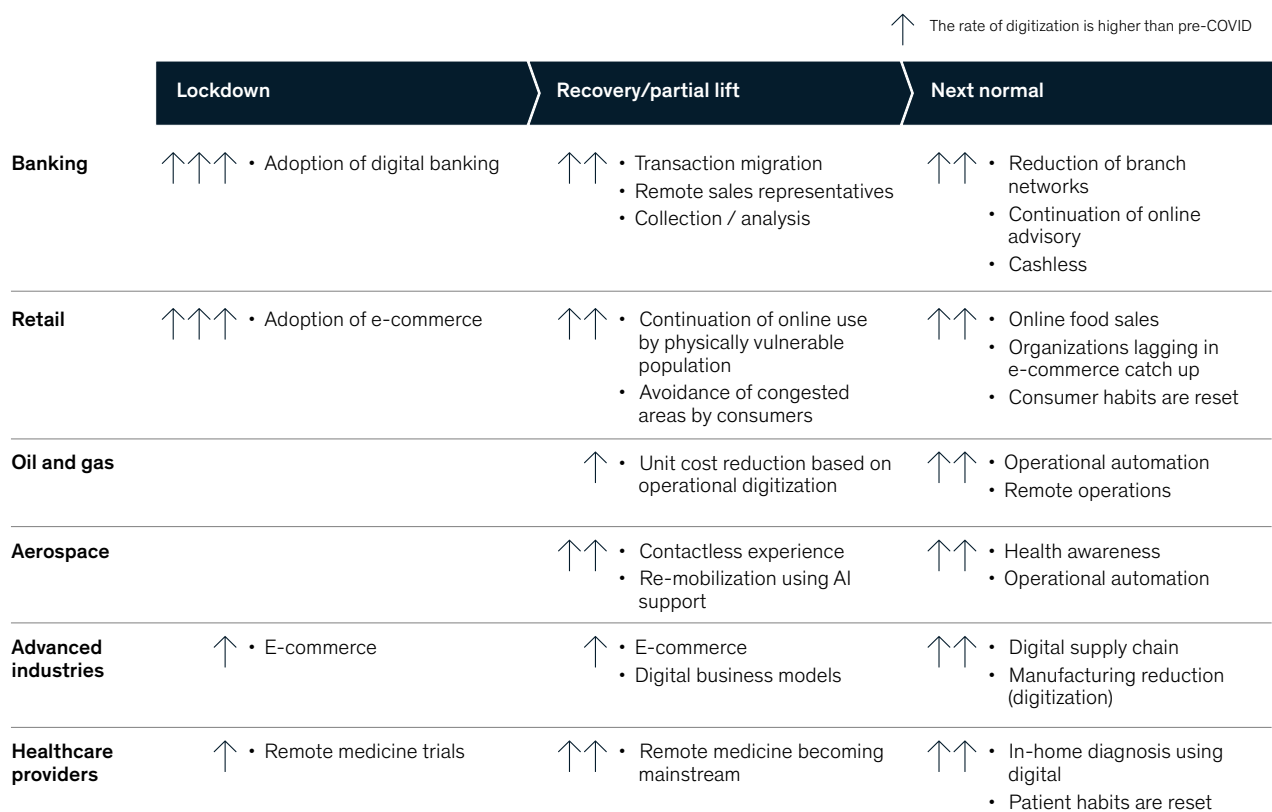 The rate of digitization is higher than pre-COVID
Lockdown
Recovery/partial lift
Next normal
Banking
• Adoption of digital banking
• Transaction migration
• Remote sales representatives
• Collection / analysis
• Reduction of branch
networks
• Continuation of online
advisory
• Cashless
Retail
• Adoption of e-commerce
• Continuation of online use
by physically vulnerable
population
• Avoidance of congested
areas by consumers
• Online food sales
• Organizations lagging in
e-commerce catch up
• Consumer habits are reset
Oil and gas
• Unit cost reduction based on
operational digitization
• Operational automation
• Remote operations
Aerospace
• Contactless experience
• Re-mobilization using AI
support
• Health awareness
• Operational automation
Advanced
industries
• E-commerce
• E-commerce
• Digital business models
• Digital supply chain
• Manufacturing reduction
(digitization)
Healthcare
providers
• Remote medicine trials
• Remote medicine becoming
mainstream
• In-home diagnosis using
digital
• Patient habits are reset